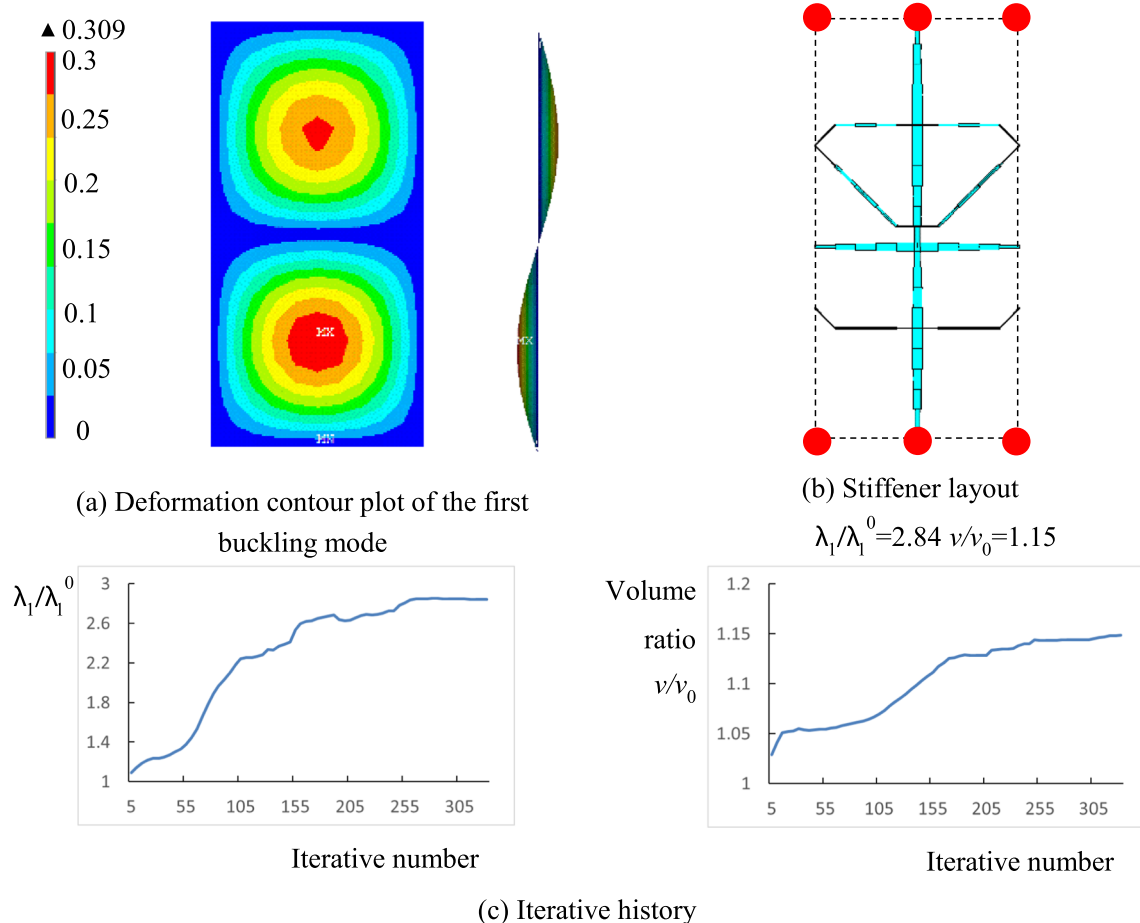 ▲ 0.309
0.3
0.25
0.2
0.15
0.1
0.05
0
MX
MN
MX
(a) Deformation contour plot of the first
buckling mode
(b) Stiffener layout
λ₁/λ₁⁰=2.84 v/v₀=1.15
λ₁/λ₁⁰
3
2.6
2.2
1.8
1.4
1
5 55 105 155 205 255 305
Iterative number
Volume
ratio
v/v₀
1.2
1.15
1.1
1.05
1
5 55 105 155 205 255 305
Iterative number
(c) Iterative history